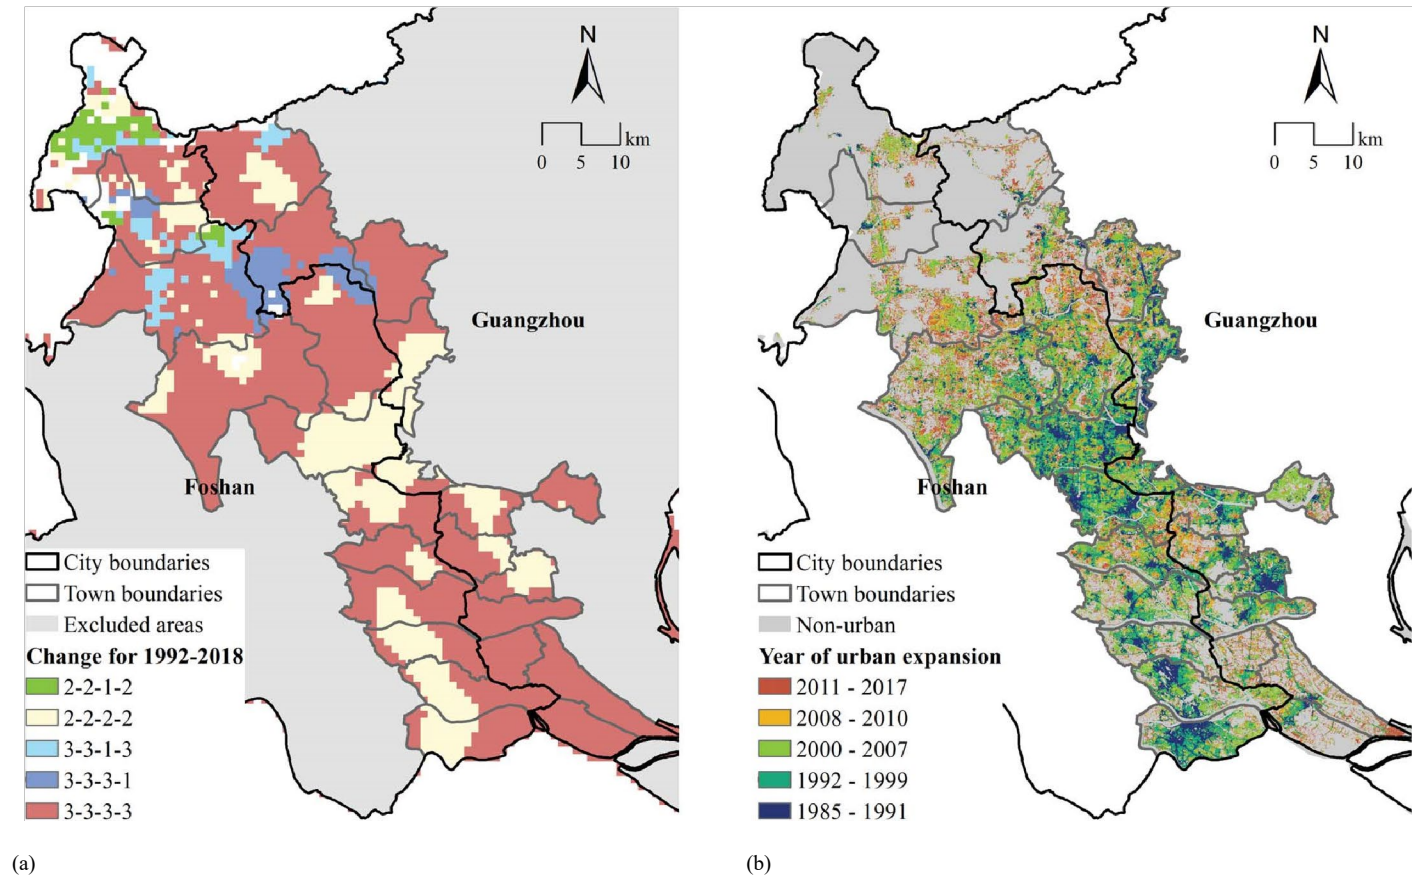 N
km
0 5 10
Guangzhou
Foshan
City boundaries
Town boundaries
Excluded areas
Change for 1992-2018
2-2-1-2
2-2-2-2
3-3-1-3
3-3-3-1
3-3-3-3
(a)
N
km
0 5 10
Guangzhou
Foshan
City boundaries
Town boundaries
Non-urban
Year of urban expansion
2011 - 2017
2008 - 2010
2000 - 2007
1992 - 1999
1985 - 1991
(b)